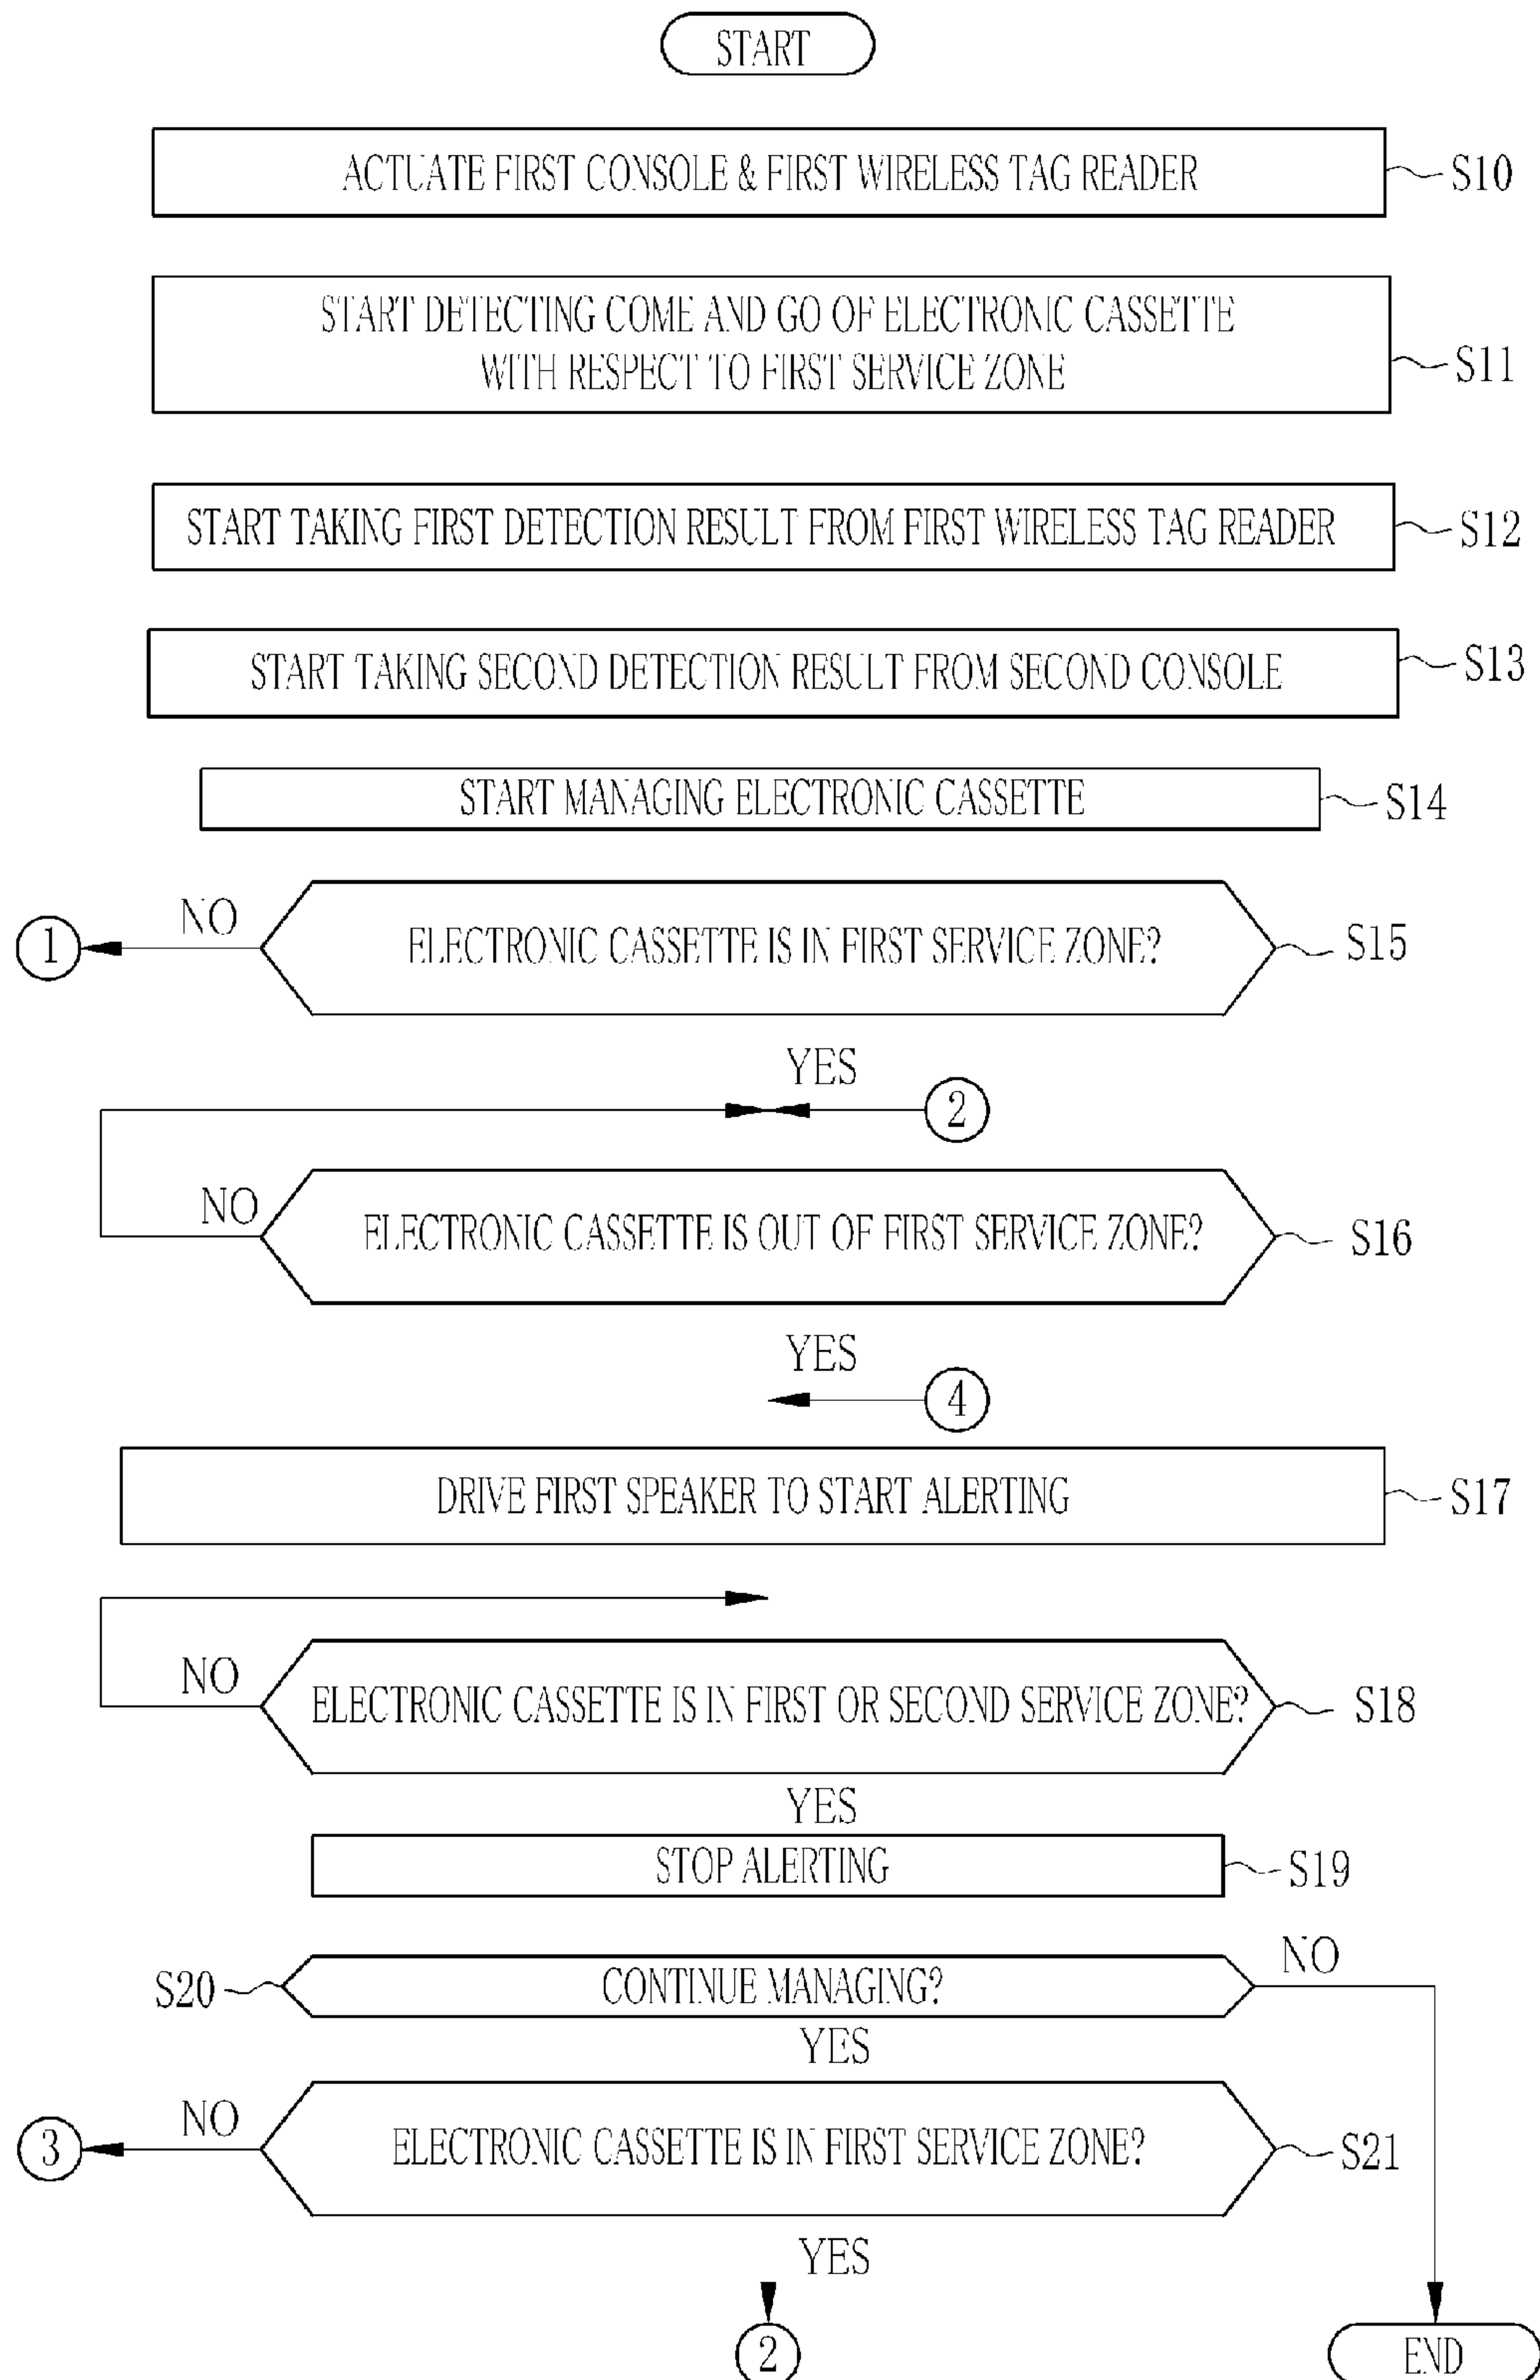 START
ACTUATE FIRST CONSOLE & FIRST WIRELESS TAG READER
S10
START DETECTING COME AND GO OF ELECTRONIC CASSETTE
WITH RESPECT TO FIRST SERVICE ZONE
S11
START TAKING FIRST DETECTION RESULT FROM FIRST WIRELESS TAG READER
S12
START TAKING SECOND DETECTION RESULT FROM SECOND CONSOLE
S13
START MANAGING ELECTRONIC CASSETTE
S14
NO
1
ELECTRONIC CASSETTE IS IN FIRST SERVICE ZONE?
S15
YES
2
NO
ELECTRONIC CASSETTE IS OUT OF FIRST SERVICE ZONE?
S16
YES
4
DRIVE FIRST SPEAKER TO START ALERTING
S17
NO
ELECTRONIC CASSETTE IS IN FIRST OR SECOND SERVICE ZONE?
S18
YES
STOP ALERTING
S19
S20
CONTINUE MANAGING?
NO
YES
NO
3
ELECTRONIC CASSETTE IS IN FIRST SERVICE ZONE?
S21
YES
2
END